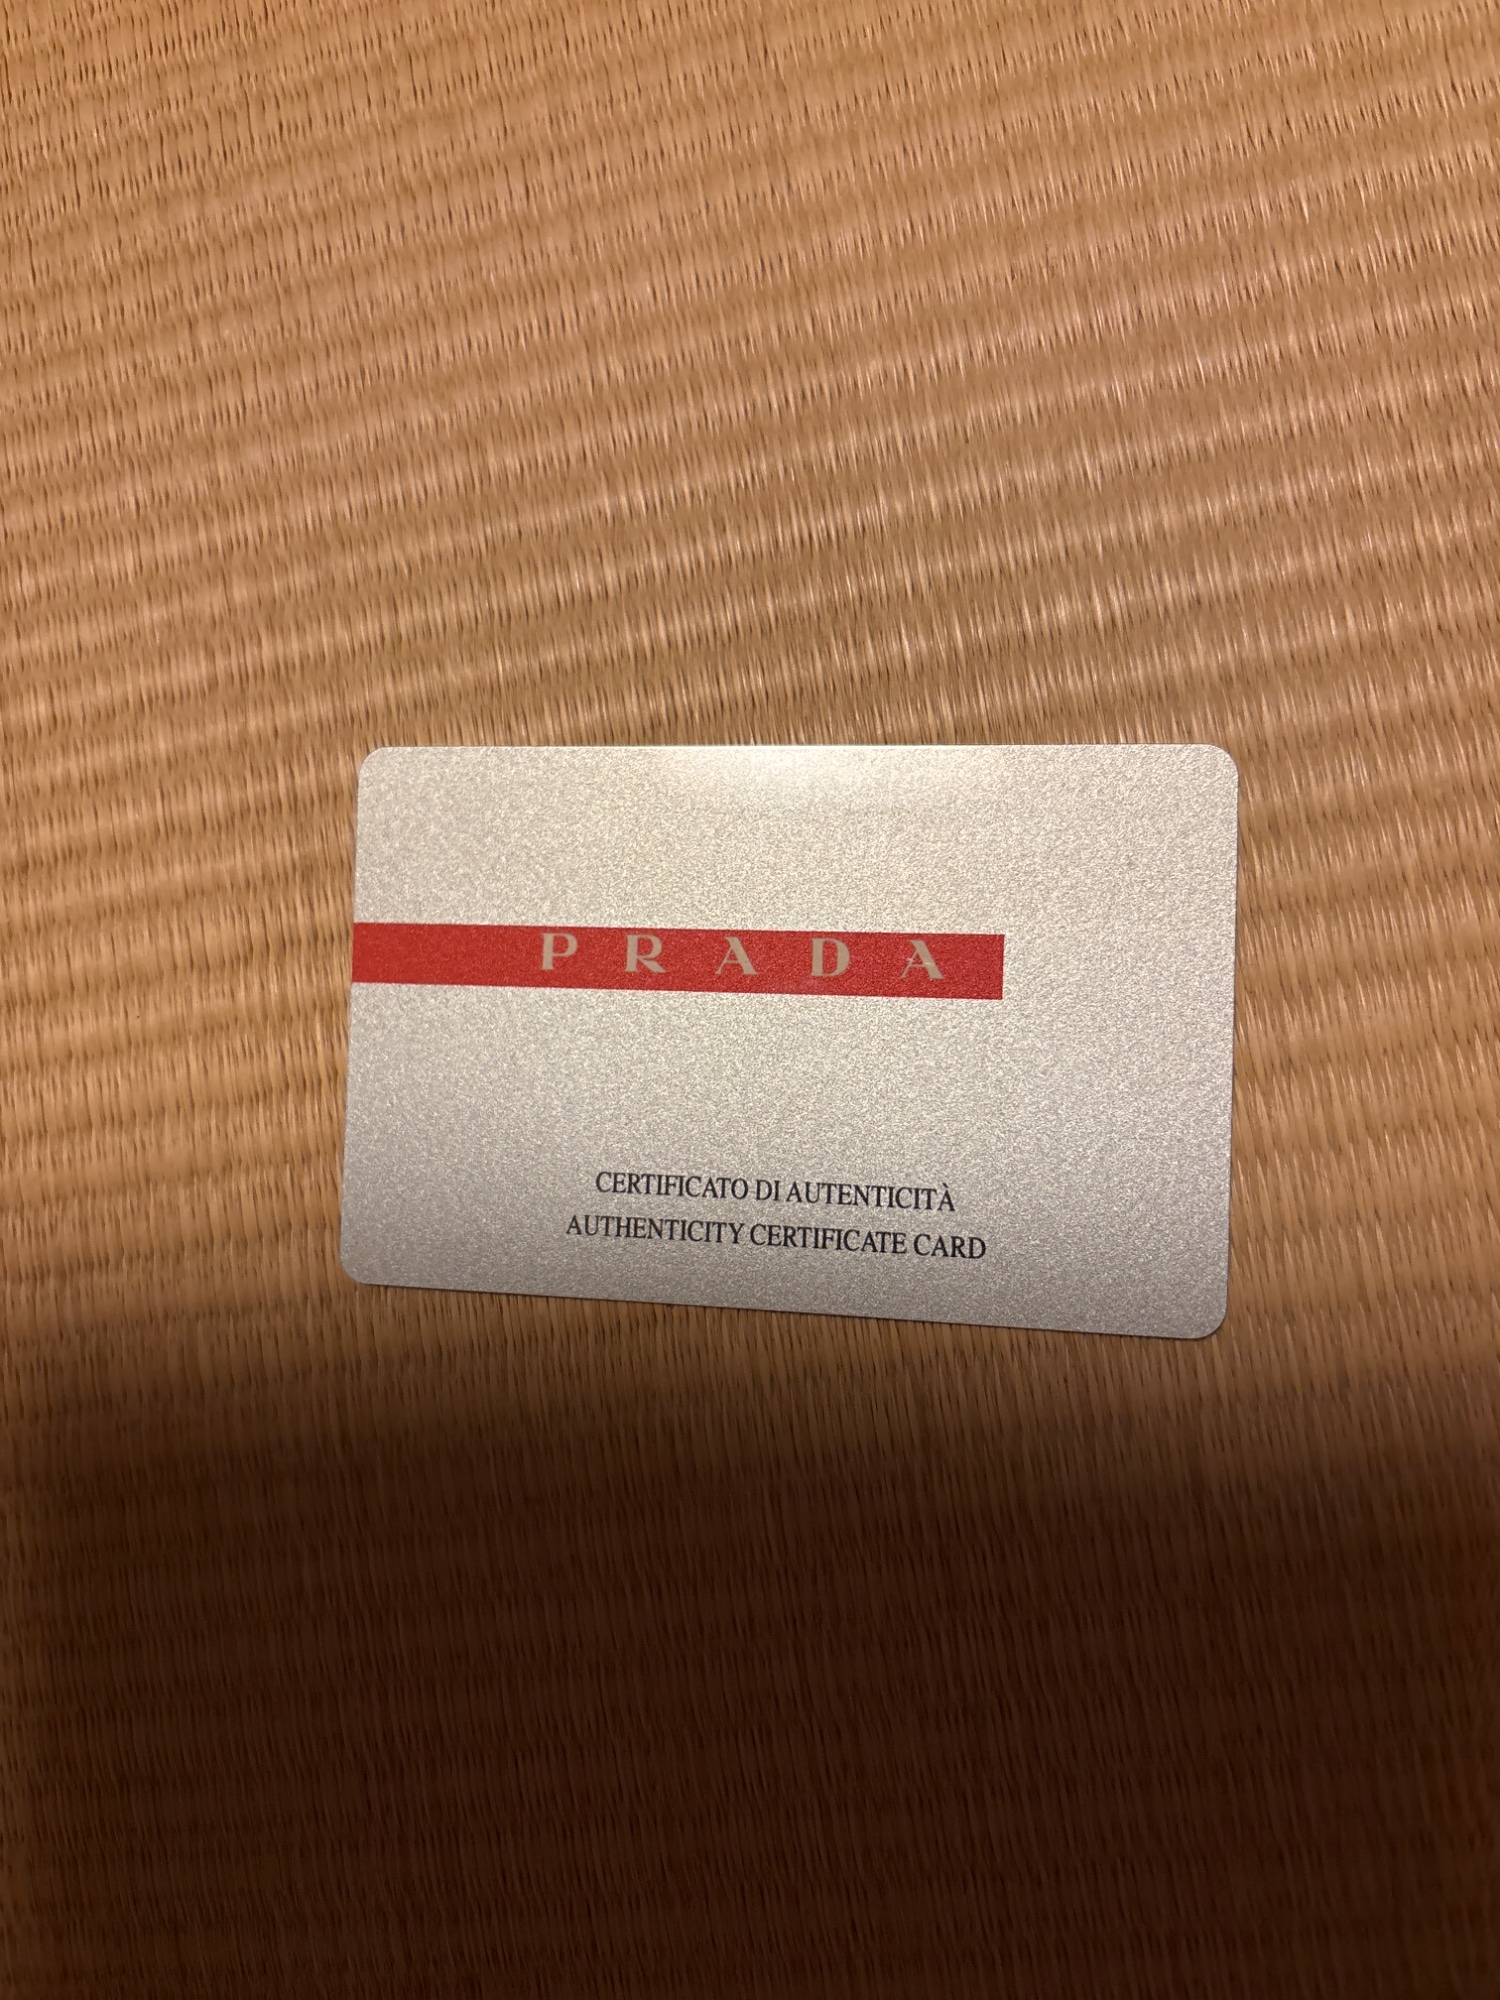 PRADA
CERTIFICATO DI AUTENTICITÀ
AUTHENTICITY CERTIFICATE CARD